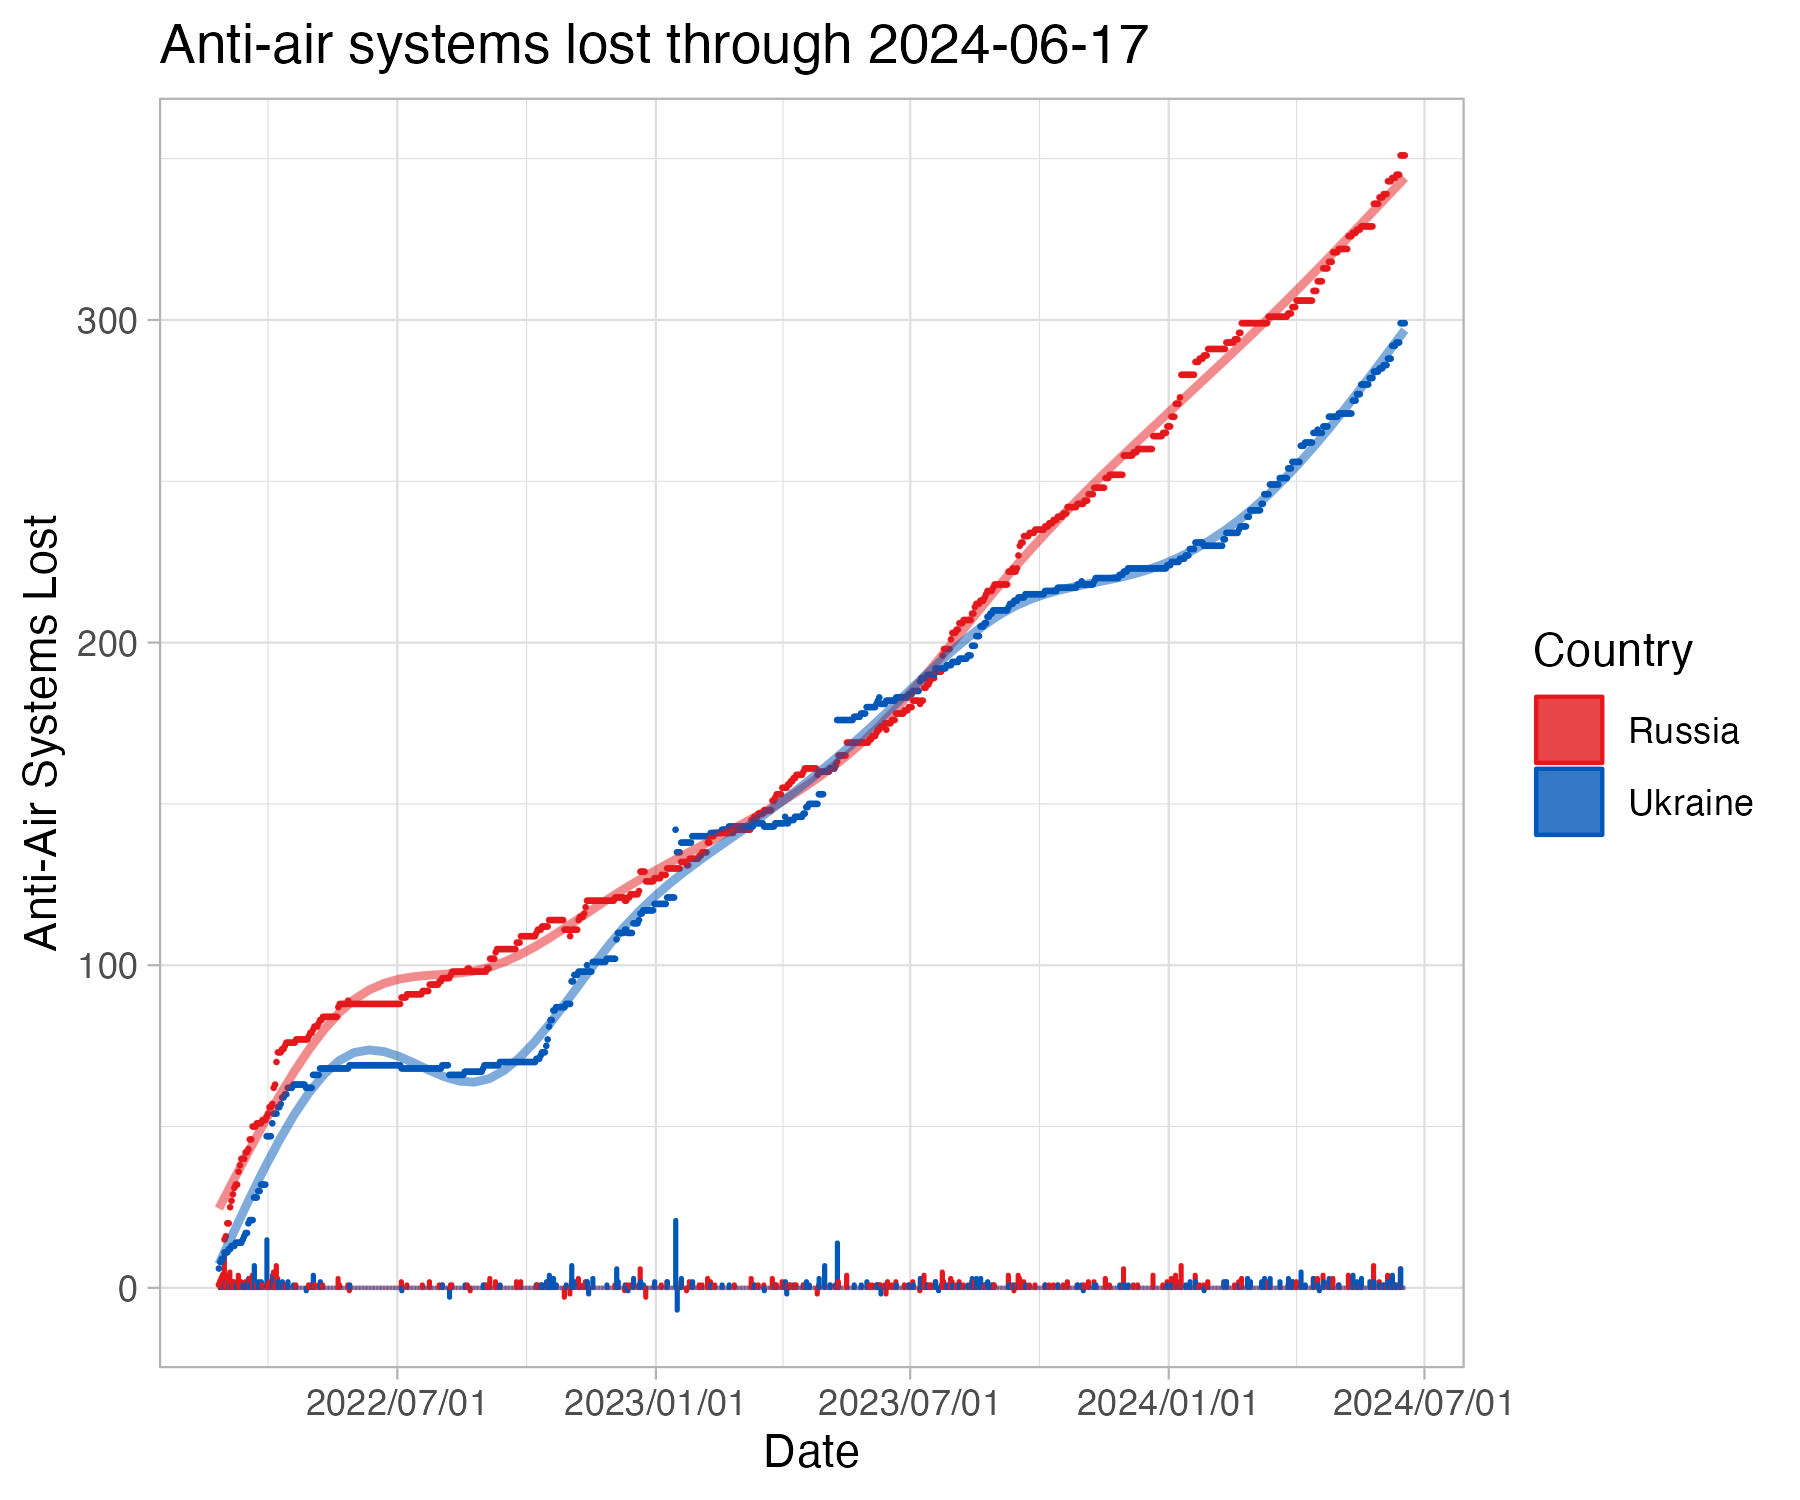 Anti-air systems lost through 2024-06-17
Anti-Air Systems Lost
300
200
100
0
2022/07/01
2023/01/01
2023/07/01
2024/01/01
2024/07/01
Date
Country
Russia
Ukraine